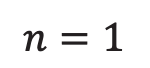 n = 1